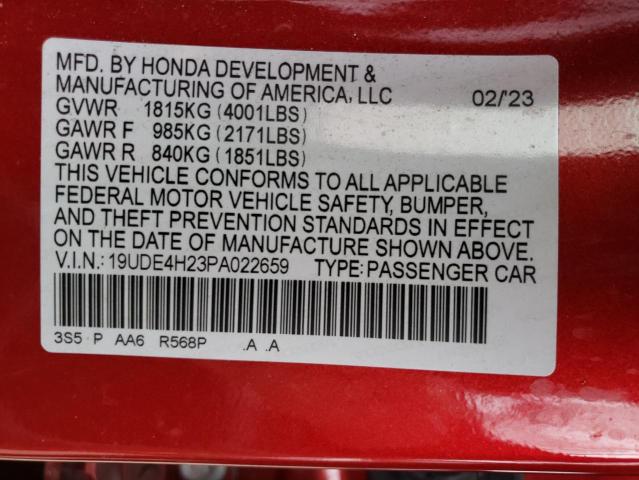 MFD. BY HONDA DEVELOPMENT &
MANUFACTURING OF AMERICA, LLC 02/'23
GVWR 1815KG (4001LBS)
GAWR F 985KG (2171LBS)
GAWR R 840KG (1851LBS)
THIS VEHICLE CONFORMS TO ALL APPLICABLE
FEDERAL MOTOR VEHICLE SAFETY, BUMPER,
AND THEFT PREVENTION STANDARDS IN EFFECT
ON THE DATE OF MANUFACTURE SHOWN ABOVE.
V.I.N.: 19UDE4H23PA022659 TYPE: PASSENGER CAR
3S5 P AA6 R568P .A .A